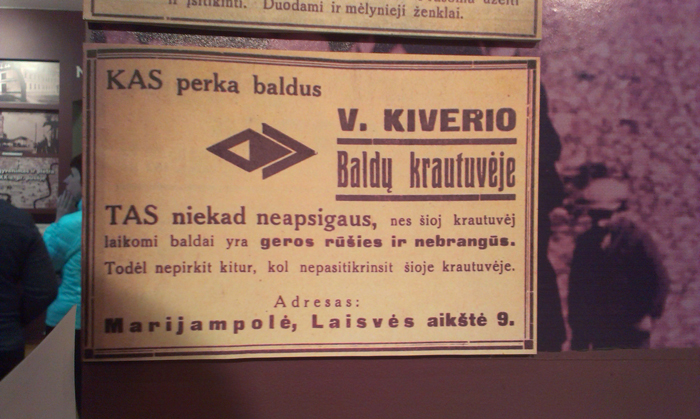 ir įsitikinti. Duodami ir mėlynieji ženklai.
KAS perka baldus
V. KIVERIO
Baldų krautuvėje
TAS niekad neapsigaus, nes šioj krautuvėj
laikomi baldai yra geros rūšies ir nebrangūs.
Todėl nepirkit kitur, kol nepasitikrinsit šioje krautuvėje.
Adresas:
Marijampolė, Laisvės aikštė 9.